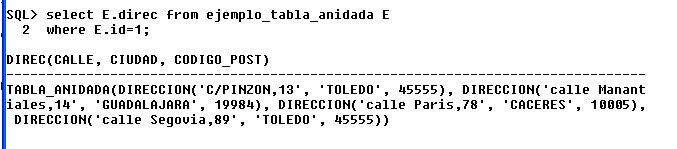 SQL> select E.direc from ejemplo_tabla_anidada E
2 where E.id=1;
DIREC(CALLE, CIUDAD, CODIGO_POST)
--------------------------------------------------------------------------------
TABLA_ANIDADA(DIRECCION('C/PINZON,13', 'TOLEDO', 45555), DIRECCION('calle Manant
iales,14', 'GUADALAJARA', 19984), DIRECCION('calle Paris,78', 'CACERES', 10005),
DIRECCION('calle Segovia,89', 'TOLEDO', 45555))